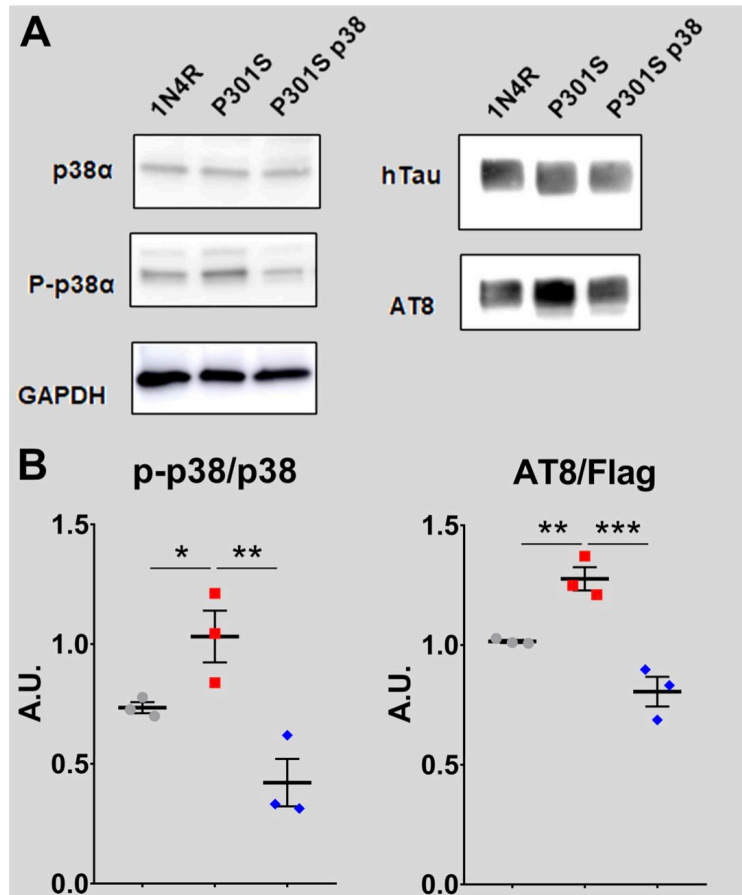 A
1N4R P301S P301S p38
p38α
P-p38α
GAPDH
1N4R P301S P301S p38
hTau
AT8
B
p-p38/p38
A.U.
1.5
1.0
0.5
0.0
* **
AT8/Flag
A.U.
1.5
1.0
0.5
0.0
** ***